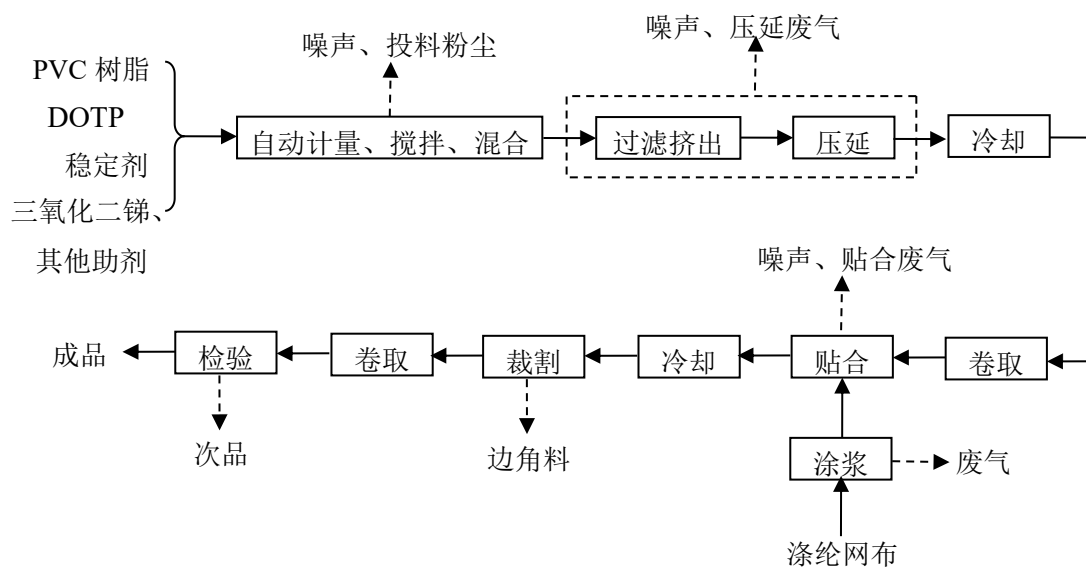 噪声、投料粉尘
噪声、压延废气
PVC 树脂
DOTP
稳定剂
三氧化二锑、
其他助剂
自动计量、搅拌、混合
过滤挤出
压延
冷却
噪声、贴合废气
成品
检验
卷取
裁割
冷却
贴合
卷取
次品
边角料
涂浆
废气
涤纶网布